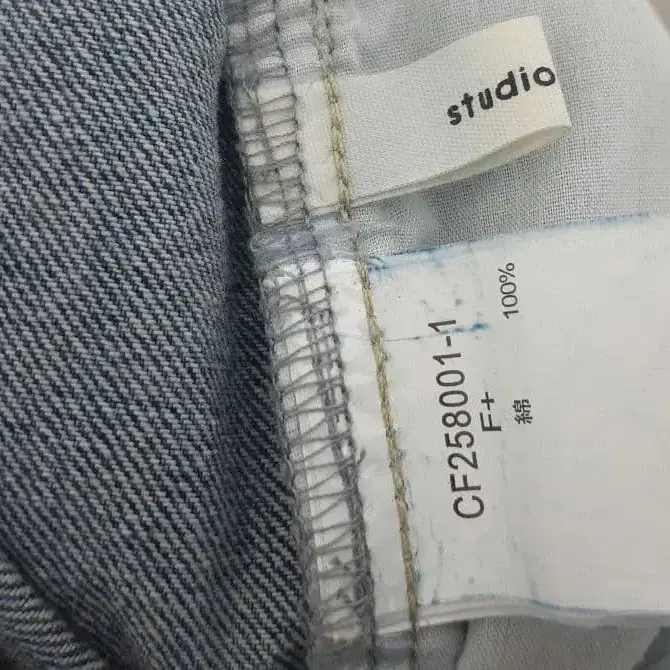 studio
CF258001-1
F+
綿 100%